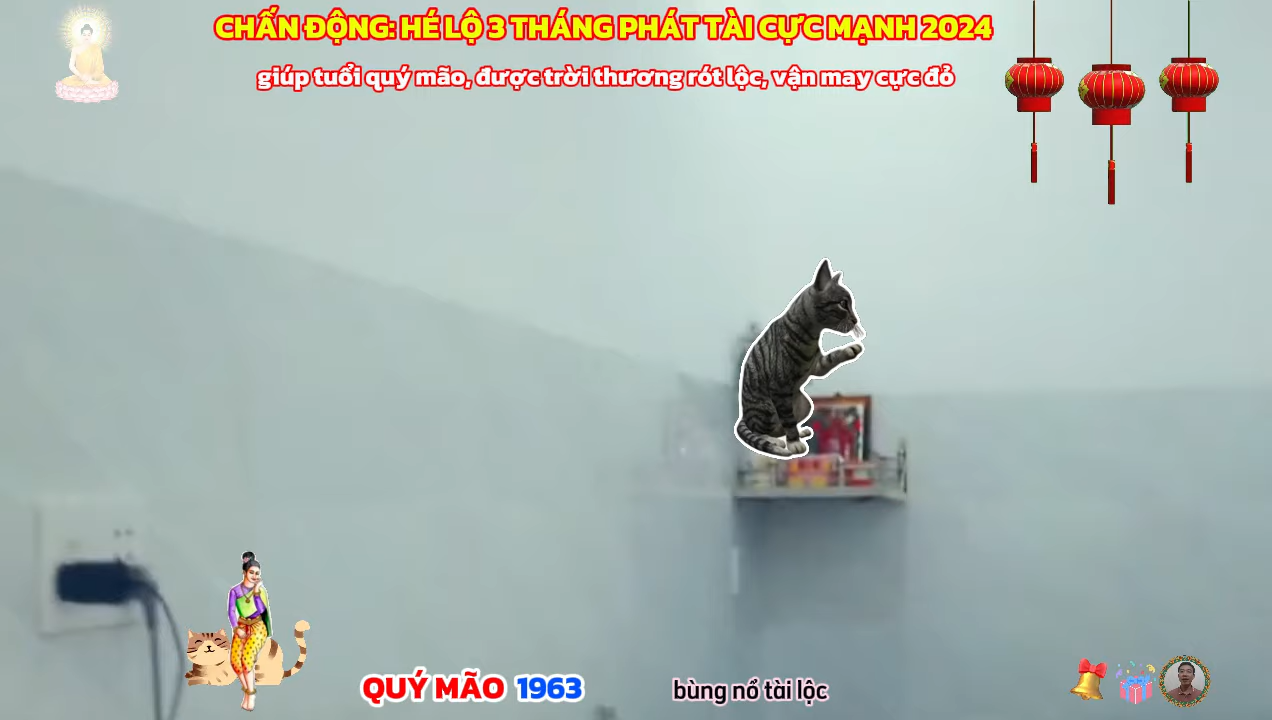 CHẤN ĐỘNG: HÉ LỘ 3 THÁNG PHÁT TÀI CỰC MẠNH 2024
giúp tuổi quý mão, được trời thương rót lộc, vận may cực đỏ
QUÝ MÃO 1963
bùng nổ tài lộc